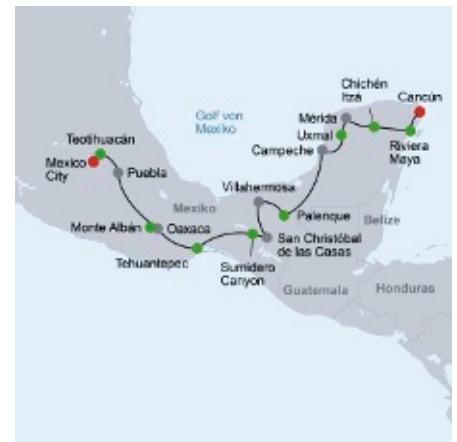 Chichén
Itzá
Cancún
Golf von
Mexiko
Mérida
Uxmal
Campeche
Riviera
Maya
Teotihuacán
Mexico
City
Puebla
Villahermosa
Mexiko
Palenque
Belize
Monte Albán
Oaxaca
San Christóbal
de las Casas
Tehuantepec
Sumidero
Canyon
Guatemala
Honduras